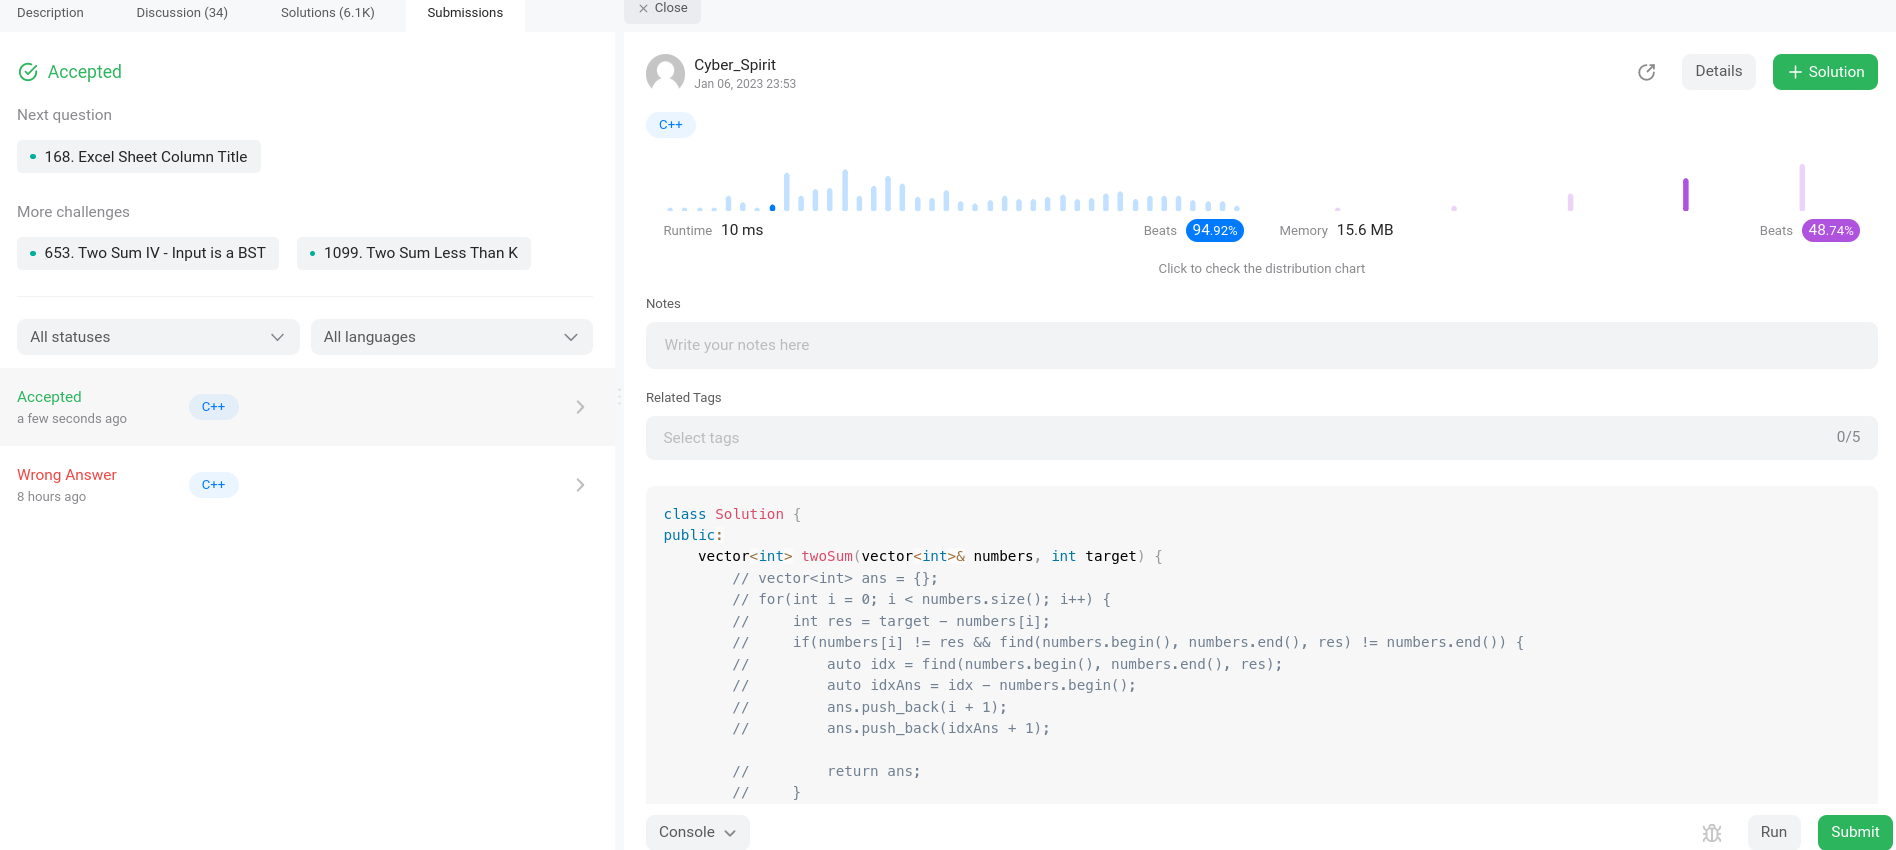 Description Discussion (34) Solutions (6.1K) Submissions
Accepted
Next question
168. Excel Sheet Column Title
More challenges
653. Two Sum IV - Input is a BST 1099. Two Sum Less Than K
All statuses All languages
Accepted C++
a few seconds ago
Wrong Answer C++
8 hours ago
Close
Cyber_Spirit
Jan 06, 2023 23:53
Details + Solution
C++
Runtime 10 ms Beats 94.92% Memory 15.6 MB Beats 48.74%
Click to check the distribution chart
Notes
Write your notes here
Related Tags
Select tags 0/5
class Solution {
public:
    vector<int> twoSum(vector<int>& numbers, int target) {
        // vector<int> ans = {};
        // for(int i = 0; i < numbers.size(); i++) {
        //     int res = target - numbers[i];
        //     if(numbers[i] != res && find(numbers.begin(), numbers.end(), res) != numbers.end()) {
        //         auto idx = find(numbers.begin(), numbers.end(), res);
        //         auto idxAns = idx - numbers.begin();
        //         ans.push_back(i + 1);
        //         ans.push_back(idxAns + 1);
        //         return ans;
        //     }
Console Run Submit